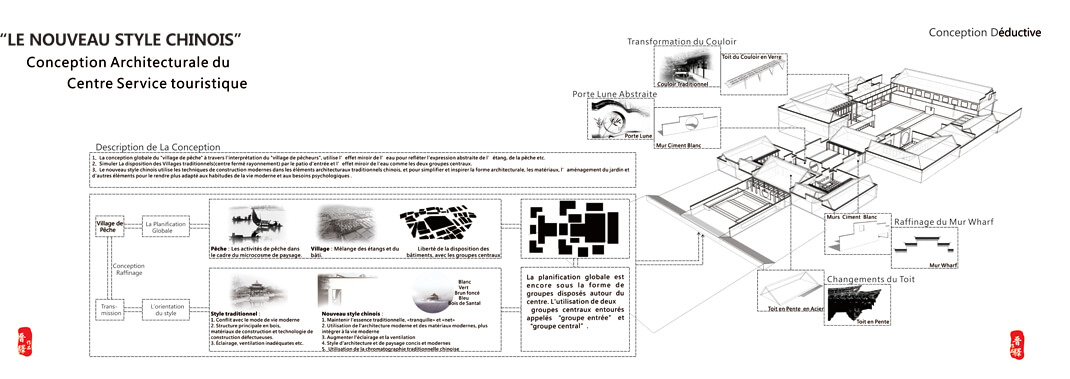 “LE NOUVEAU STYLE CHINOIS”
Conception Architecturale du
Centre Service touristique
Conception Déductive
Transformation du Couloir
Couloir Traditionnel
Toit du Couloir en Verre
Porte Lune Abstraite
Porte Lune
Mur Ciment Blanc
Description de La Conception
1. La conception globale du "village de pêche" à travers l'interprétation du "village de pêcheurs", utilise l' effet miroir de l' eau pour refléter l'expression abstraite de l' étang, de la pêche etc.
2. Simuler La disposition des Villages traditionnels(centre fermé rayonnement) par le patio d'entrée et l' effet miroir de l'eau comme les deux groupes centraux.
3. Le nouveau style chinois utilise les techniques de construction modernes dans les éléments architecturaux traditionnels chinois, et pour simplifier et inspirer la forme architecturale, les matériaux, l' aménagement du jardin et
d'autres éléments pour le rendre plus adapté aux habitudes de la vie moderne et aux besoins psychologiques .
Village de
Pêche
La Planification
Globale
Pêche : Les activités de pêche dans
le cadre du microcosme de paysage.
Village : Mélange des étangs et du
bâti.
Liberté de la disposition des
bâtiments, avec les groupes centraux
Conception
Raffinage
Trans-
mission
L'orientation
du style
Style traditionnel :
1. Conflit avec le mode de vie moderne
2. Structure principale en bois,
matériaux de construction et technologie de
construction défectueuses.
3. Éclairage, ventilation inadéquates etc.
Blanc
Vert
Brun foncé
Bleu
Bois de Santal
Nouveau style chinois :
1. Maintenir l'essence traditionnelle, «tranquille» et «net»
2. Utilisation de l'architecture moderne et des matériaux modernes, plus
intégrer à la vie moderne
3. Augmenter l'éclairage et la ventilation
4. Style d'architecture et de paysage concis et modernes
5. Utilisation de la chromatographie traditionnelle chinoise
La planification globale est
encore sous la forme de
groupes disposés autour du
centre. L'utilisation de deux
groupes centraux entourés
appelés "groupe entrée" et
"groupe central" .
Murs Ciment Blanc
Raffinage du Mur Wharf
Mur Wharf
Changements du Toit
Toit en Pente en Acier
Toit en Pente